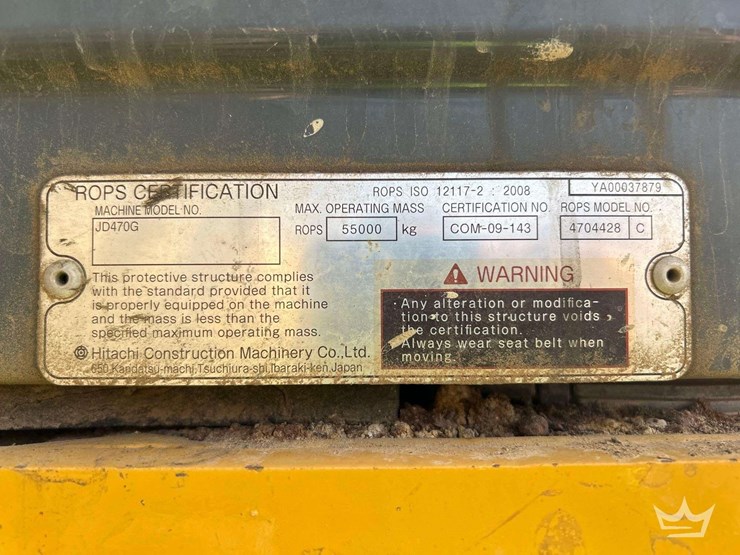 ROPS CERTIFICATION
ROPS ISO 12117-2 : 2008
YA00037879
MACHINE MODEL NO.
JD470G
MAX. OPERATING MASS
ROPS 55000 kg
CERTIFICATION NO.
COM-09-143
ROPS MODEL NO.
4704428 C
This protective structure complies
with the standard provided that it
is properly equipped on the machine
and the mass is less than the
specified maximum operating mass.
Hitachi Construction Machinery Co., Ltd.
650,Kandatsu-machi,Tsuchiura-shi,Ibaraki-ken,Japan
WARNING
Any alteration or modifica-
tion to this structure voids
the certification.
Always wear seat belt when
moving.